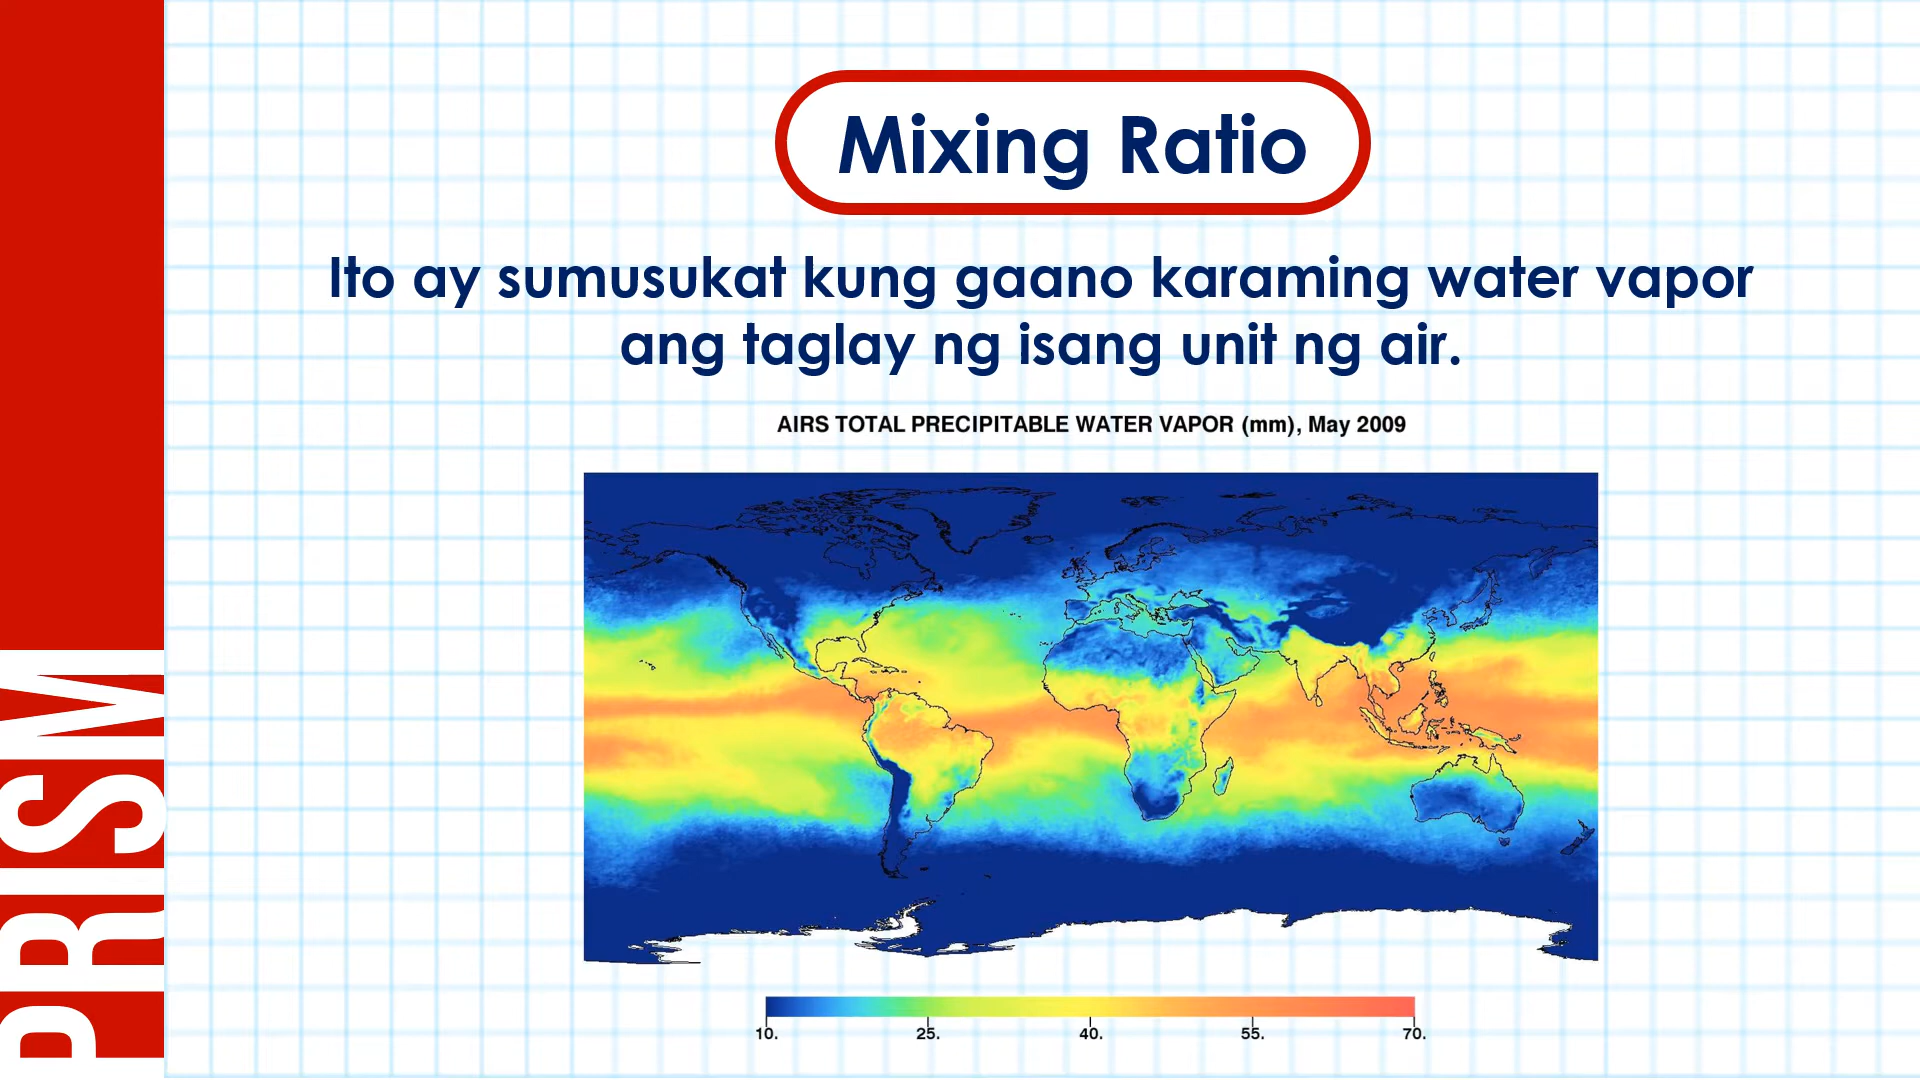 Mixing Ratio
Ito ay sumusukat kung gaano karaming water vapor
ang taglay ng isang unit ng air.
AIRS TOTAL PRECIPITABLE WATER VAPOR (mm), May 2009
10. 25. 40. 55. 70.
PRISM